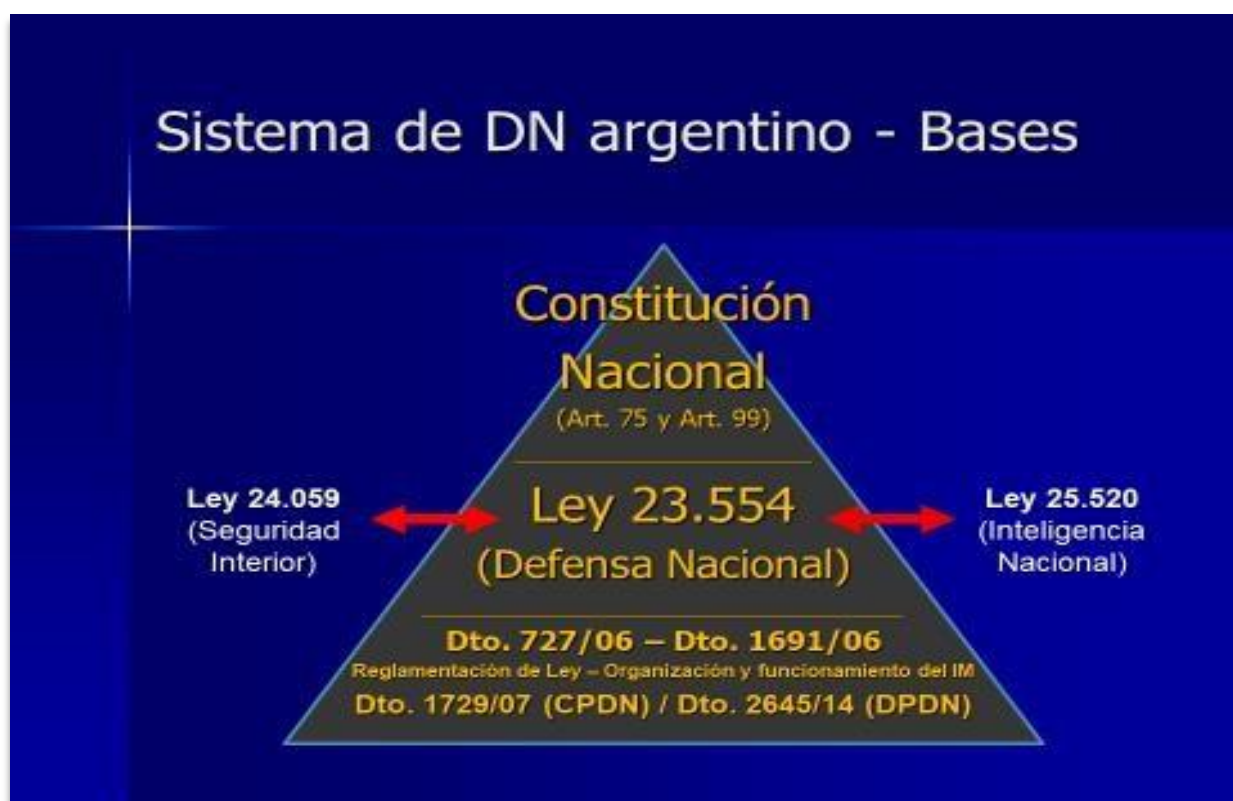 Sistema de DN argentino - Bases
Constitución
Nacional
(Art. 75 y Art. 99)
Ley 24.059
(Seguridad
Interior)
Ley 23.554
(Defensa Nacional)
Ley 25.520
(Inteligencia
Nacional)
Dto. 727/06 – Dto. 1691/06
Reglamentación de Ley – Organización y funcionamiento del IM
Dto. 1729/07 (CPDN) / Dto. 2645/14 (DPDN)